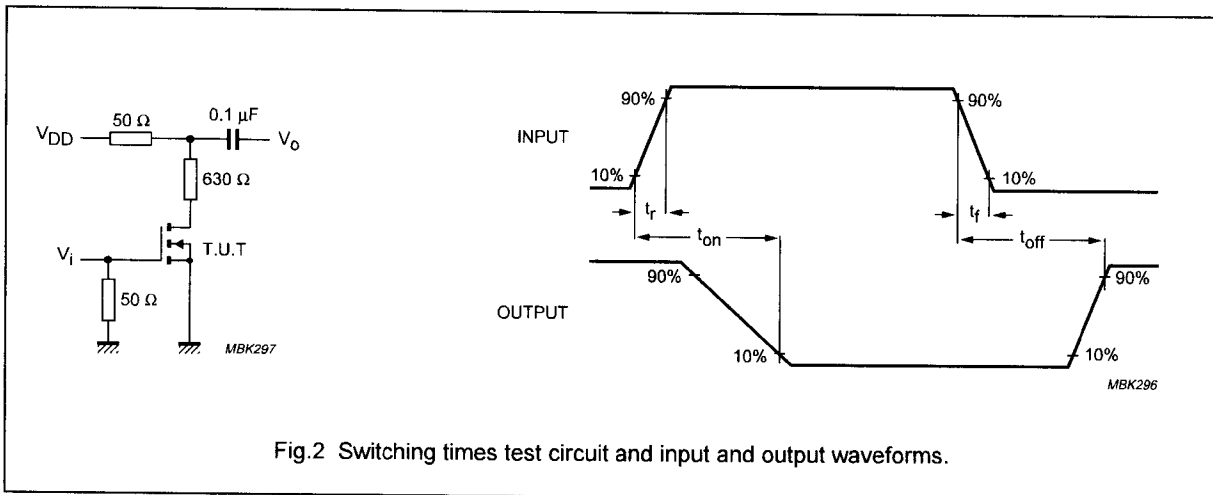 50 Ω
0.1 µF
V_DD
V_o
630 Ω
V_i
T.U.T
50 Ω
MBK297
90%
90%
INPUT
10%
10%
t_r
t_f
t_on
t_off
90%
90%
OUTPUT
10%
10%
MBK296
Fig.2 Switching times test circuit and input and output waveforms.